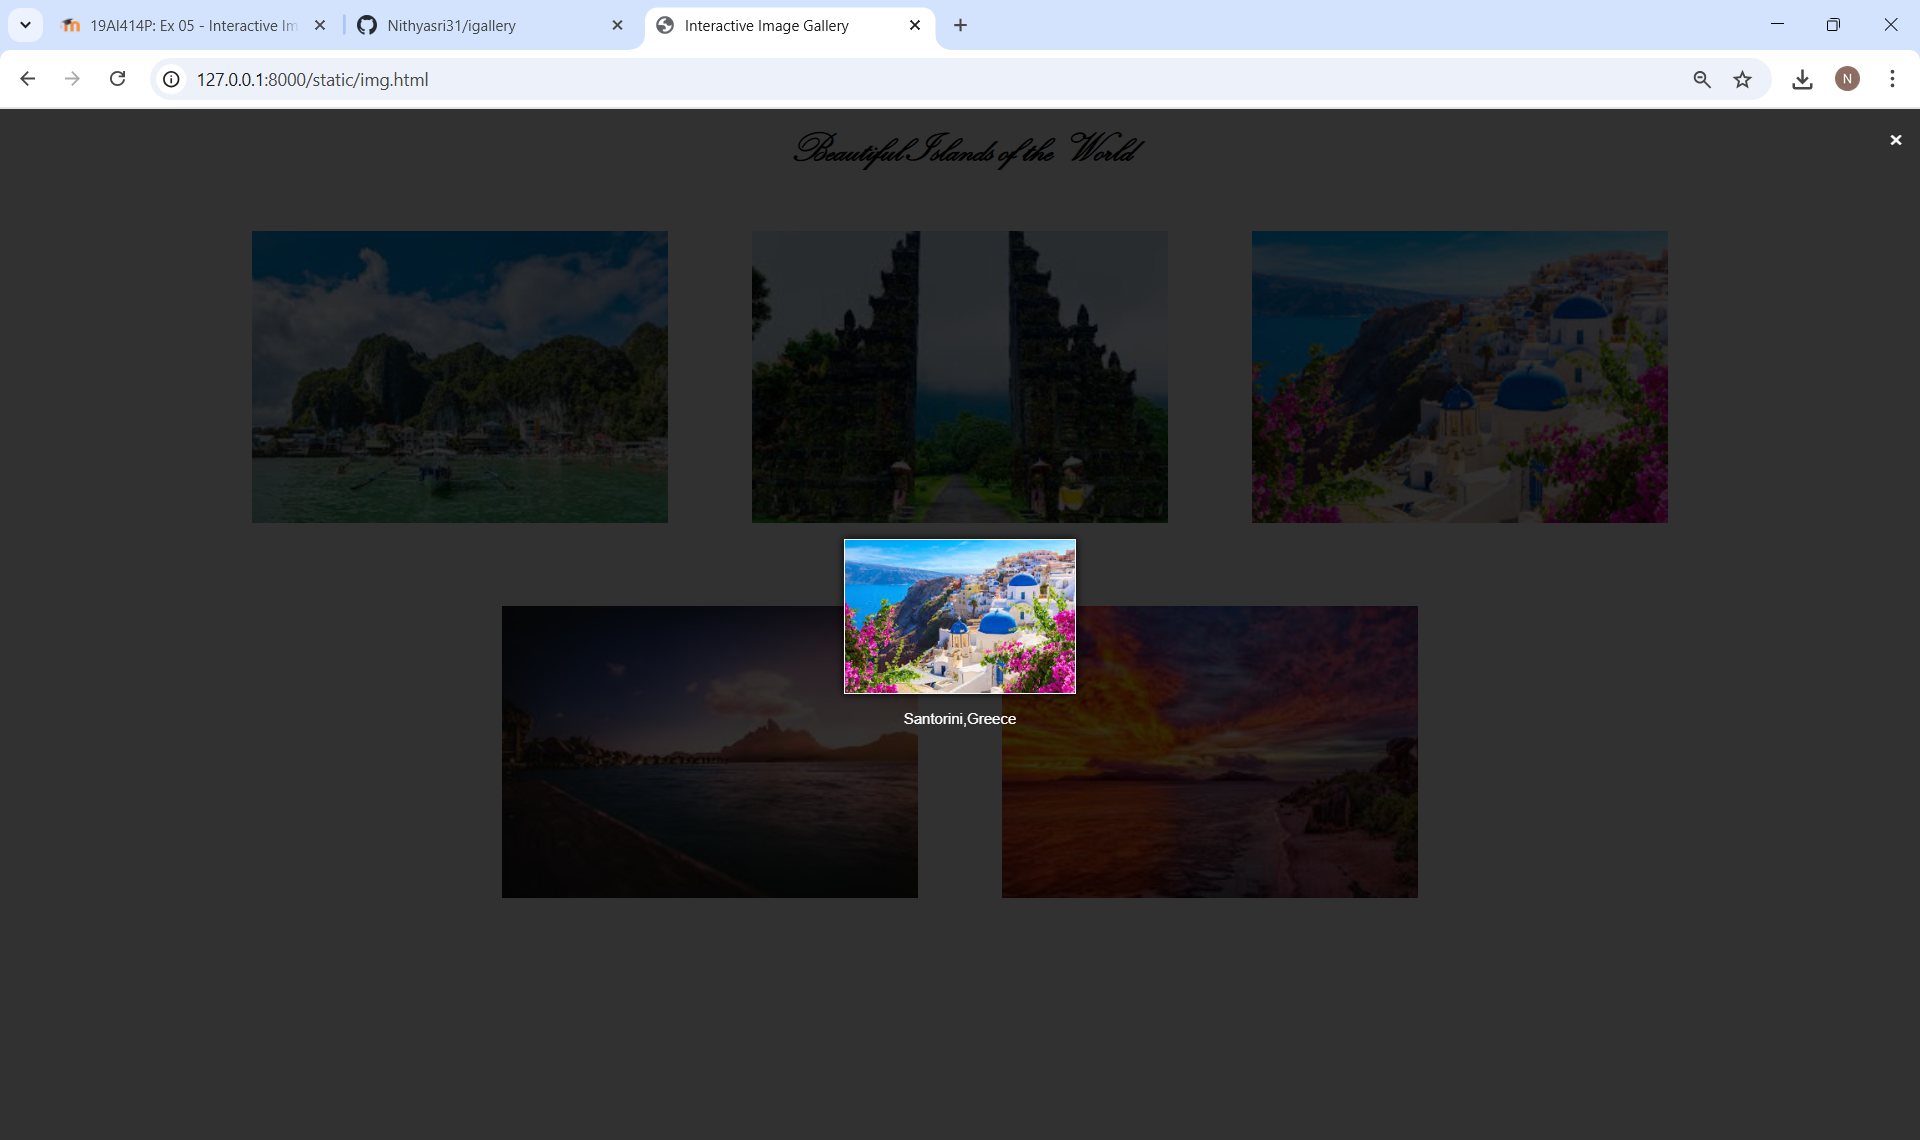 19AI414P: Ex 05 - Interactive Im
Nithyasri31/igallery
Interactive Image Gallery
127.0.0.1:8000/static/img.html
N
Beautiful Islands of the World
Santorini,Greece